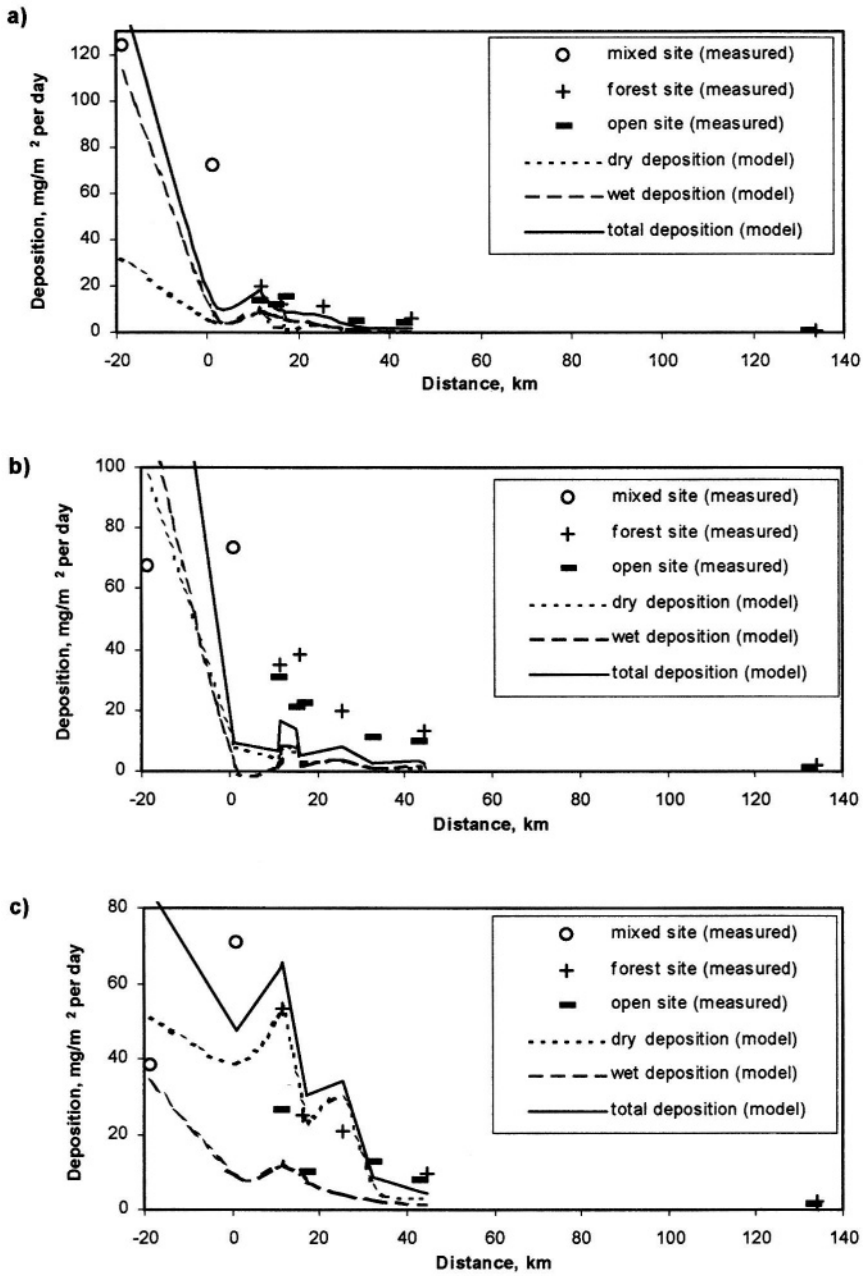 a)
Deposition, mg/m² per day
120
100
80
60
40
20
0
-20 0 20 40 60 80 100 120 140
Distance, km
mixed site (measured)
forest site (measured)
open site (measured)
dry deposition (model)
wet deposition (model)
total deposition (model)
b)
Deposition, mg/m² per day
100
80
60
40
20
0
-20 0 20 40 60 80 100 120 140
Distance, km
mixed site (measured)
forest site (measured)
open site (measured)
dry deposition (model)
wet deposition (model)
total deposition (model)
c)
Deposition, mg/m² per day
80
60
40
20
0
-20 0 20 40 60 80 100 120 140
Distance, km
mixed site (measured)
forest site (measured)
open site (measured)
dry deposition (model)
wet deposition (model)
total deposition (model)